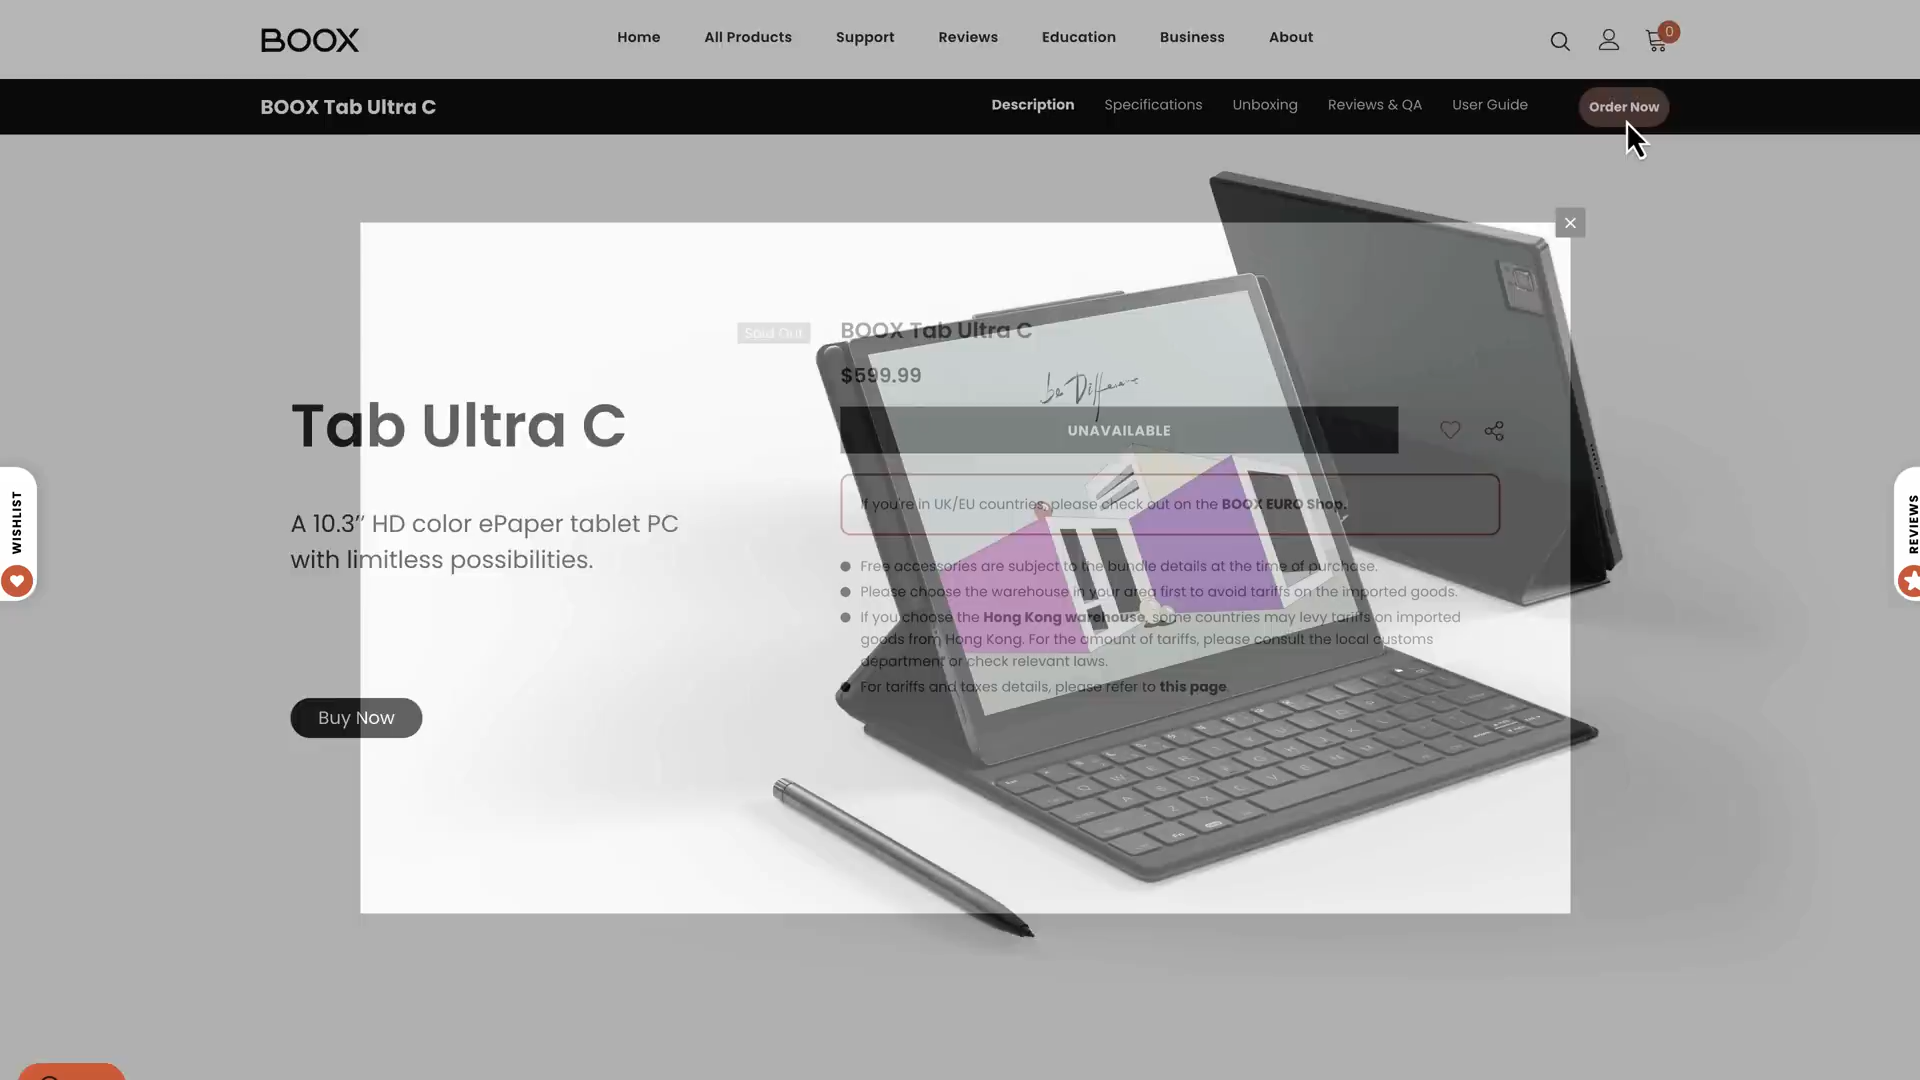 BOOX
Home
All Products
Support
Reviews
Education
Business
About
0
BOOX Tab Ultra C
Description
Specifications
Unboxing
Reviews & QA
User Guide
Order Now
Sold Out
BOOX Tab Ultra C
$599.99
UNAVAILABLE
If you're in UK/EU countries, please check out on the BOOX EURO Shop.
Free accessories are subject to the bundle details at the time of purchase.
Please choose the warehouse in your area first to avoid tariffs on the imported goods.
If you choose the Hong Kong warehouse, some countries may levy tariffs on imported
goods from Hong Kong. For the amount of tariffs, please consult the local customs
department or check relevant laws.
For tariffs and taxes details, please refer to this page
Tab Ultra C
A 10.3″ HD color ePaper tablet PC
with limitless possibilities.
Buy Now
WISHLIST
REVIEWS